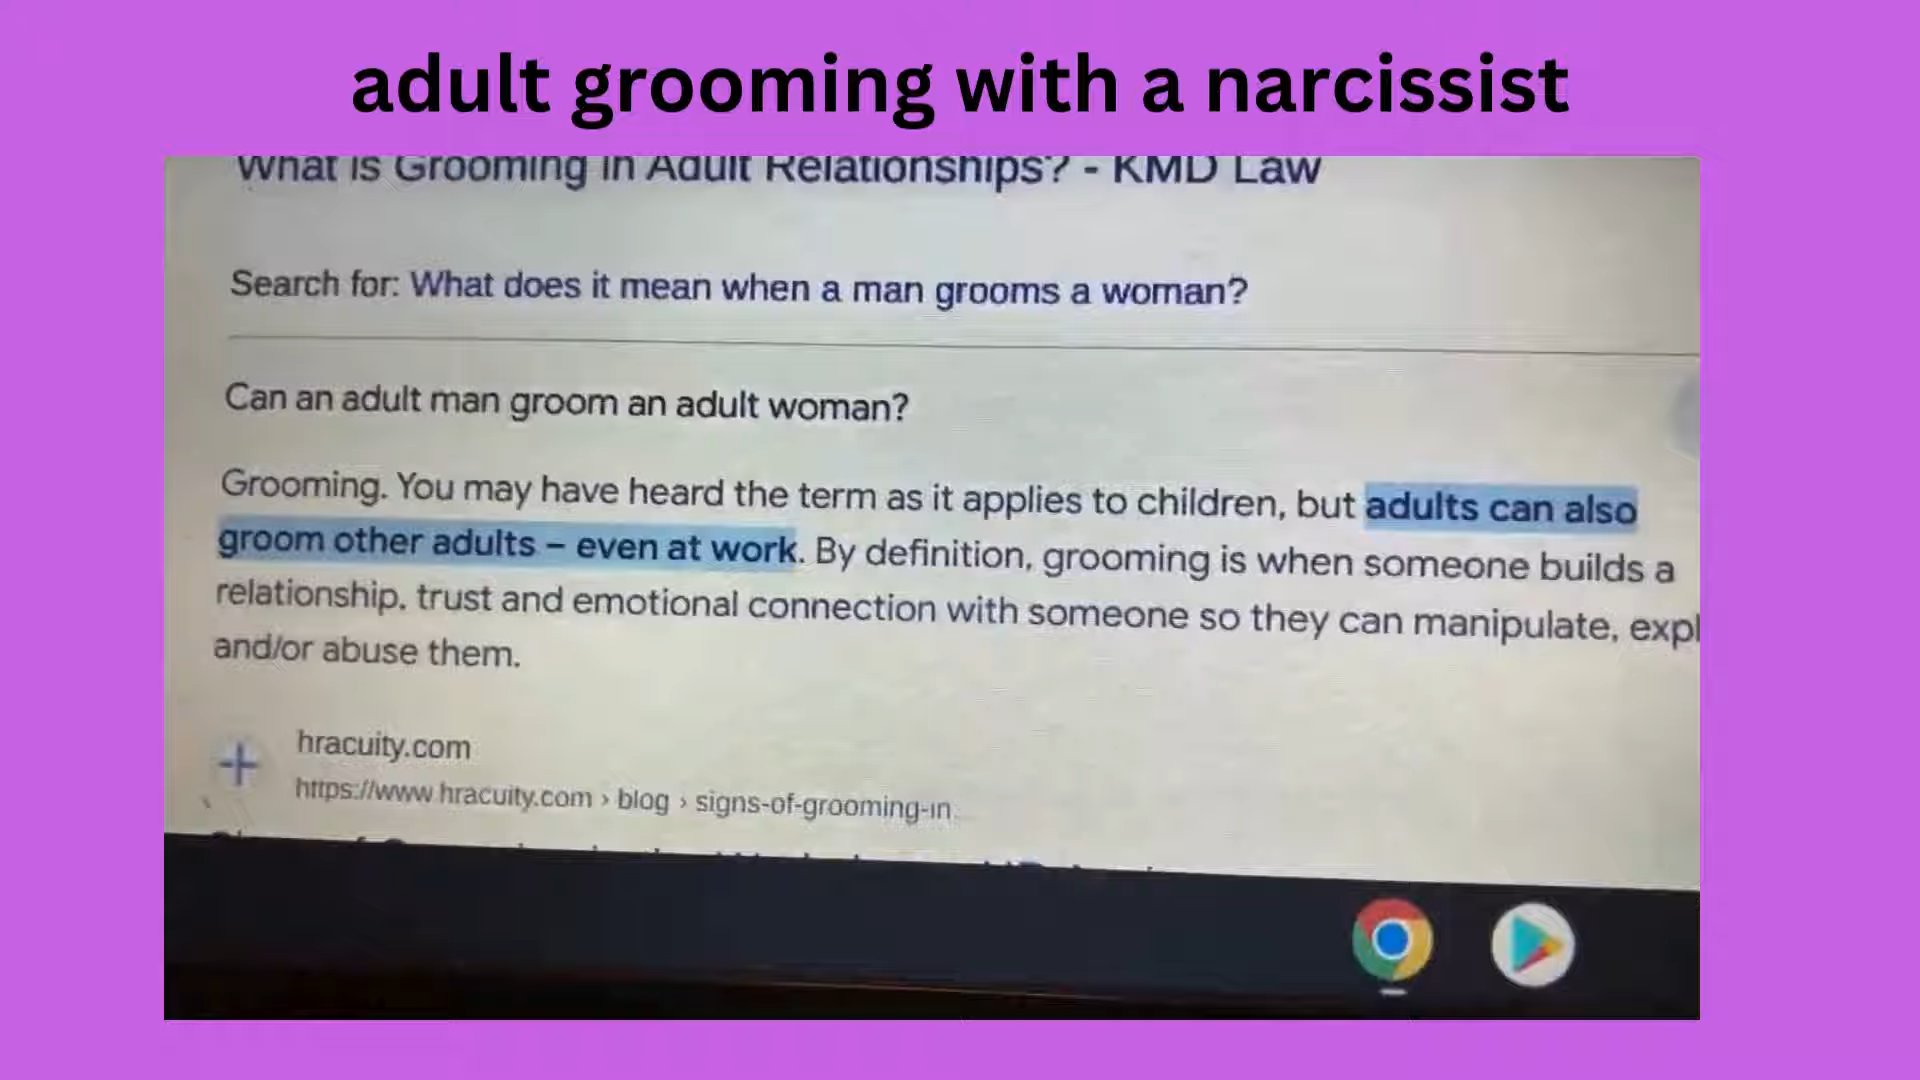 adult grooming with a narcissist
What is Grooming in Adult Relationships? - KMD Law
Search for: What does it mean when a man grooms a woman?
Can an adult man groom an adult woman?
Grooming. You may have heard the term as it applies to children, but adults can also
groom other adults – even at work. By definition, grooming is when someone builds a
relationship, trust and emotional connection with someone so they can manipulate, expl
and/or abuse them.
hracuity.com
https://www.hracuity.com › blog › signs-of-grooming-in